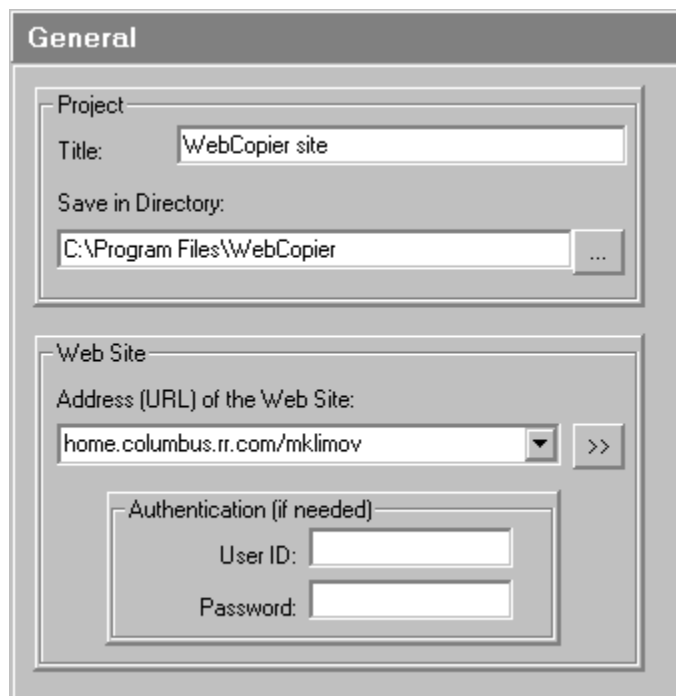 General
Project
Title: WebCopier site
Save in Directory:
C:\Program Files\WebCopier ...
Web Site
Address (URL) of the Web Site:
home.columbus.rr.com/mklimov >>
Authentication (if needed)
User ID:
Password: